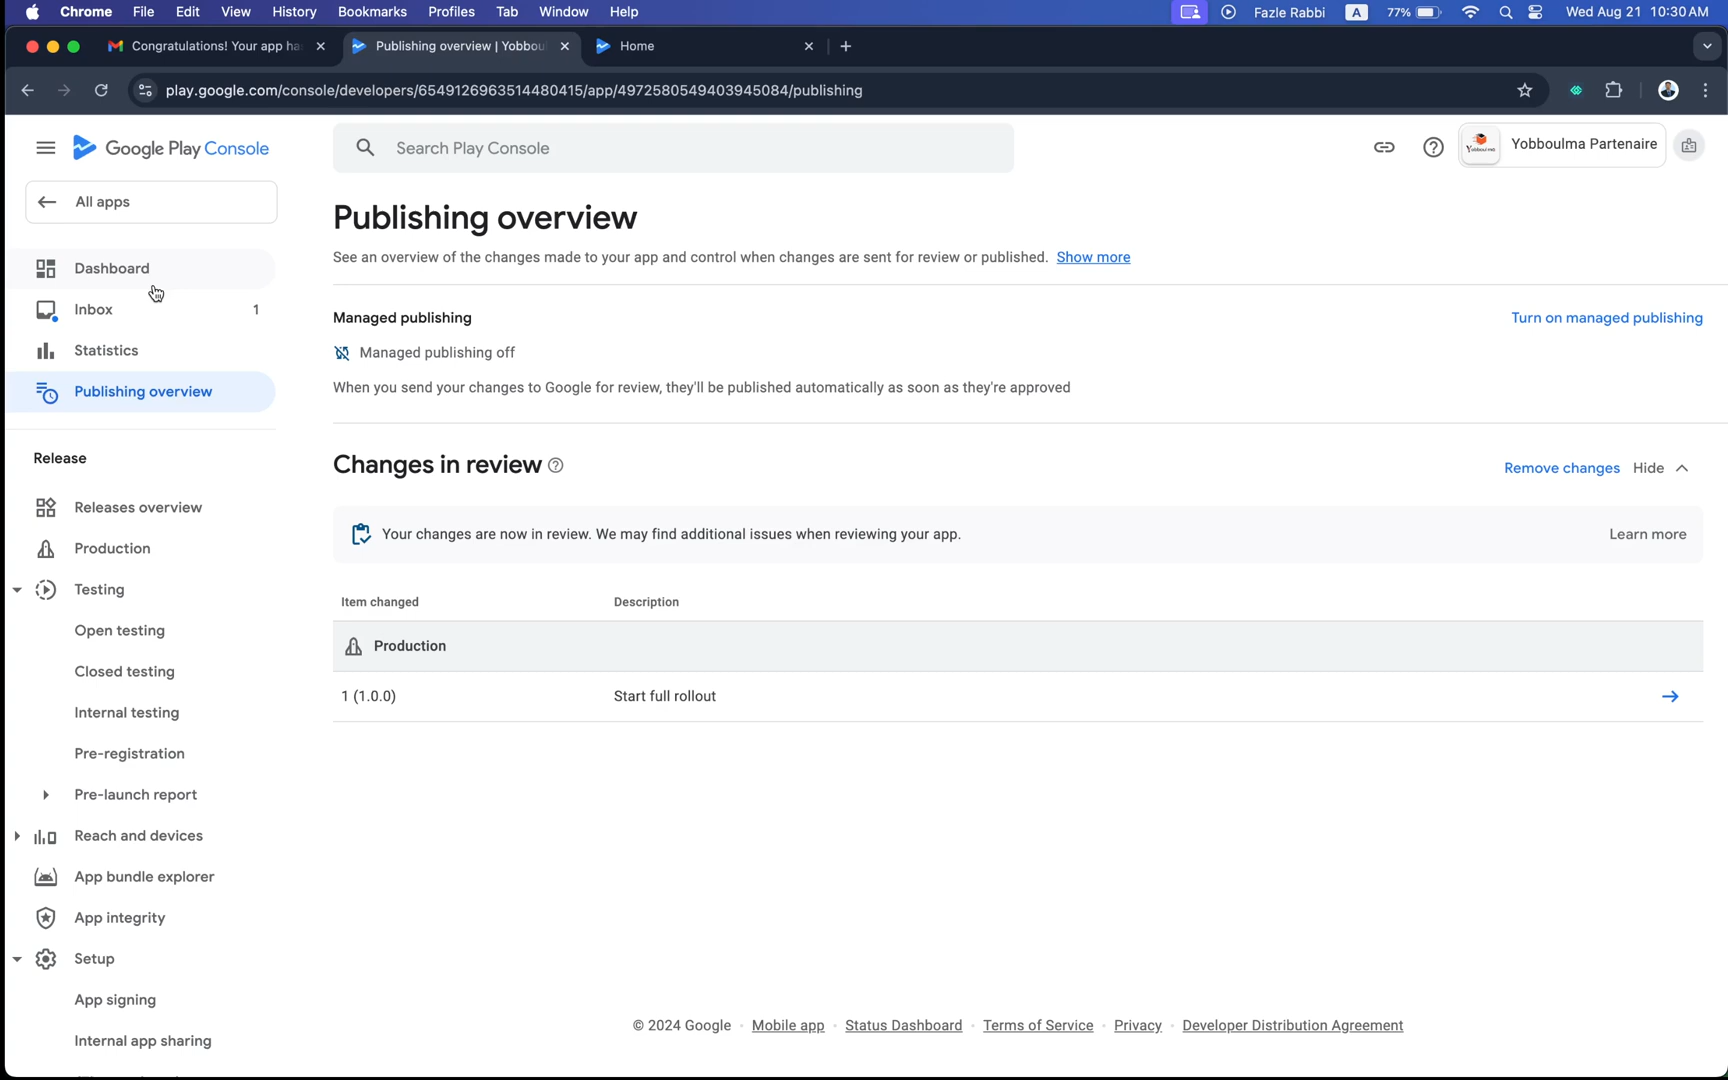 Chrome File Edit View History Bookmarks Profiles Tab Window Help Fazle Rabbi A 77% Wed Aug 21 10:30 AM
Congratulations! Your app ha Publishing overview | Yobbou Home
play.google.com/console/developers/6549126963514480415/app/4972580549403945084/publishing
Google Play Console
Search Play Console
Yobboulma Partenaire
All apps
Dashboard
Inbox 1
Statistics
Publishing overview
Release
Releases overview
Production
Testing
Open testing
Closed testing
Internal testing
Pre-registration
Pre-launch report
Reach and devices
App bundle explorer
App integrity
Setup
App signing
Internal app sharing
Publishing overview
See an overview of the changes made to your app and control when changes are sent for review or published. Show more
Managed publishing
Turn on managed publishing
Managed publishing off
When you send your changes to Google for review, they'll be published automatically as soon as they're approved
Changes in review
Remove changes Hide
Your changes are now in review. We may find additional issues when reviewing your app.
Learn more
Item changed Description
Production
1 (1.0.0) Start full rollout
© 2024 Google · Mobile app · Status Dashboard · Terms of Service · Privacy · Developer Distribution Agreement